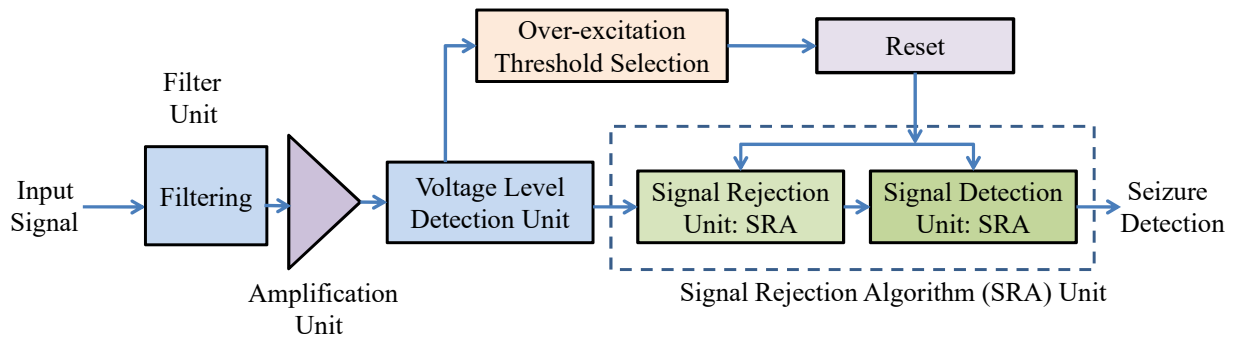 Over-excitation
Threshold Selection
Reset
Filter
Unit
Input
Signal
Filtering
Voltage Level
Detection Unit
Signal Rejection
Unit: SRA
Signal Detection
Unit: SRA
Seizure
Detection
Amplification
Unit
Signal Rejection Algorithm (SRA) Unit